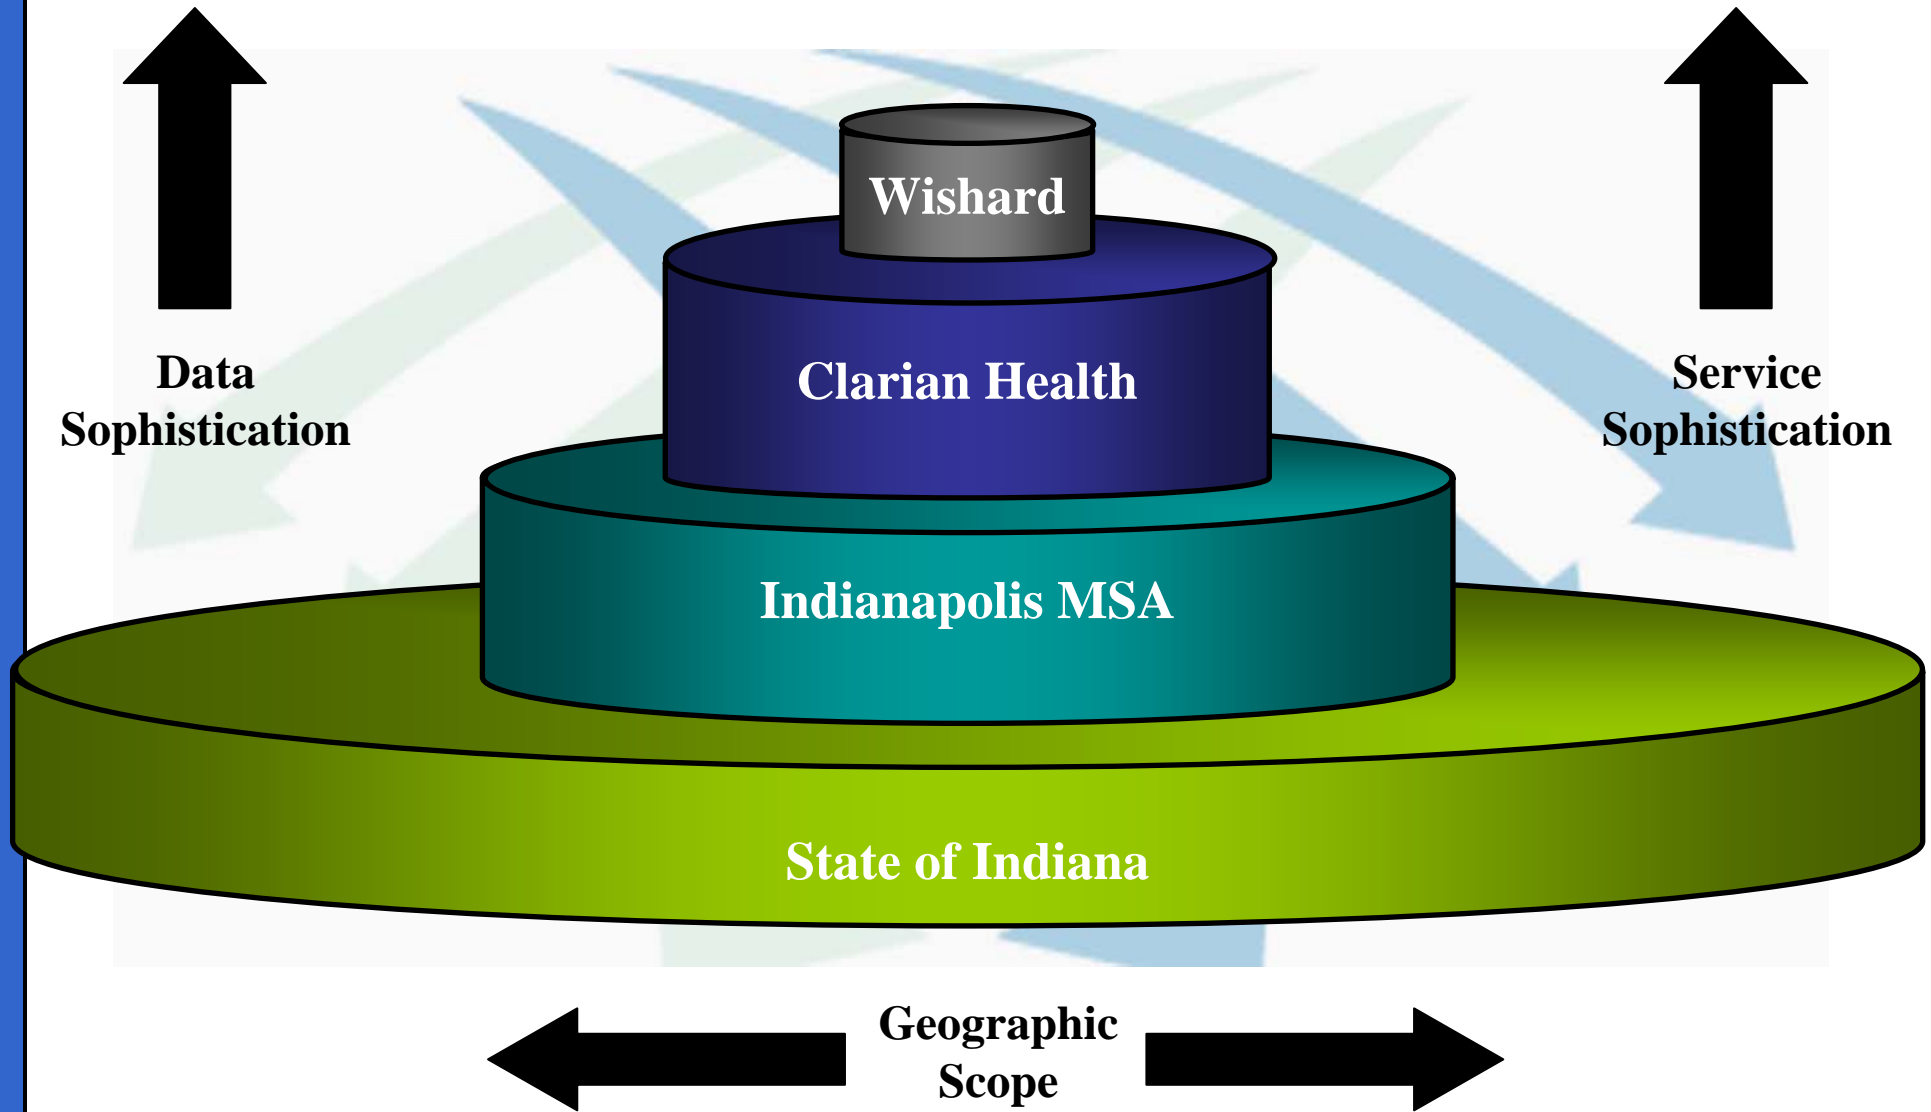 Wishard
Clarian Health
Data
Sophistication
Service
Sophistication
Indianapolis MSA
State of Indiana
Geographic
Scope